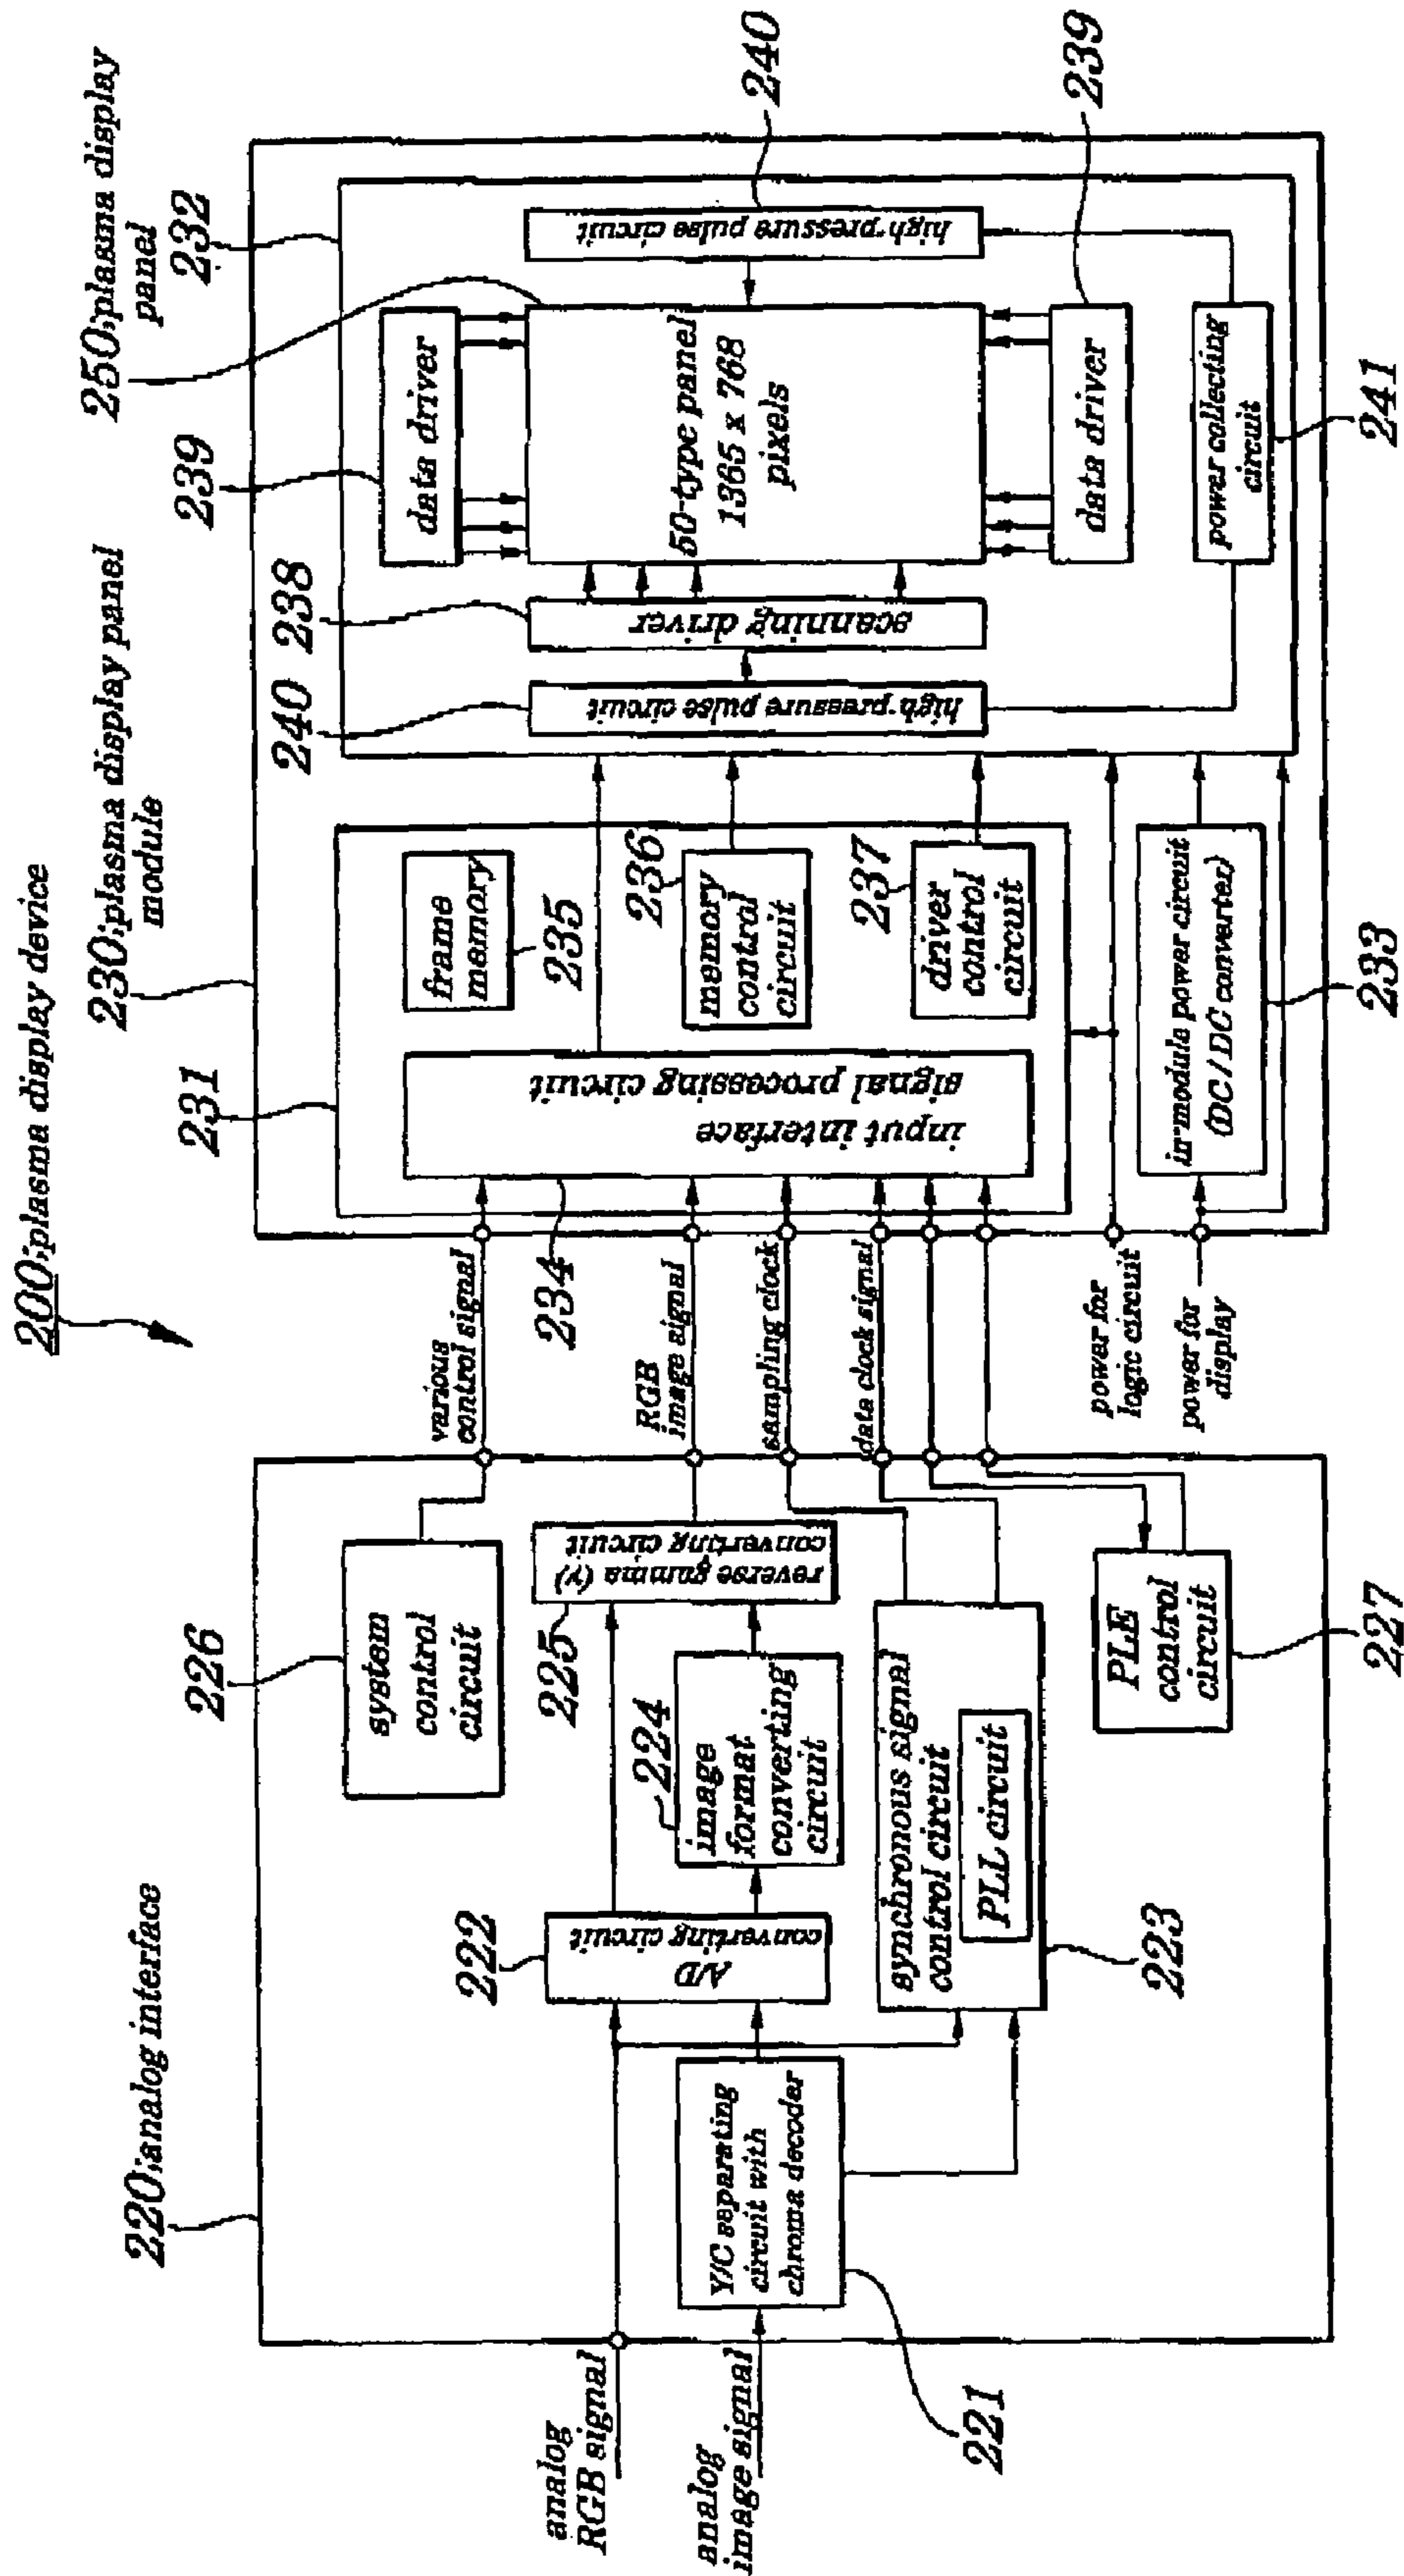 200;plasma display device
220;analog interface
230;plasma display panel
module
250;plasma display
panel
232
231
226
system
control
circuit
various
control signal
234
frame
memory
235
239
data driver
240
238
222
A/D
converting circuit
224
image
format
converting
circuit
225
reverse gamma (γ)
converting circuit
RGB
image signal
input interface
signal processing circuit
236
memory
control
circuit
high-pressure pulse circuit
scanning driver
50-type panel
1365 x 768
pixels
high-pressure pulse circuit
240
analog
RGB signal
analog
image signal
Y/C separating
circuit with
chroma decoder
221
synchronous signal
control circuit
PLL circuit
223
sampling clock
data clock signal
237
driver
control
circuit
data driver
239
PLE
control
circuit
227
power for
logic circuit
power for
display
in-module power circuit
(DC/DC converter)
233
power collecting
circuit
241